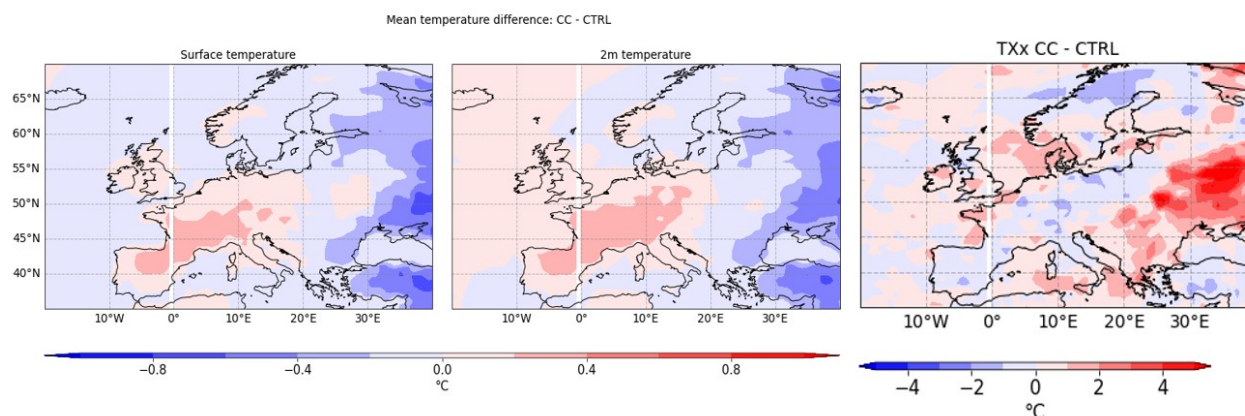 Mean temperature difference: CC - CTRL
Surface temperature
2m temperature
TXx CC - CTRL
65°N
60°N
55°N
50°N
45°N
40°N
10°W 0° 10°E 20°E 30°E
10°W 0° 10°E 20°E 30°E
10°W 0° 10°E 20°E 30°E
−0.8 −0.4 0.0 0.4 0.8
°C
−4 −2 0 2 4
°C